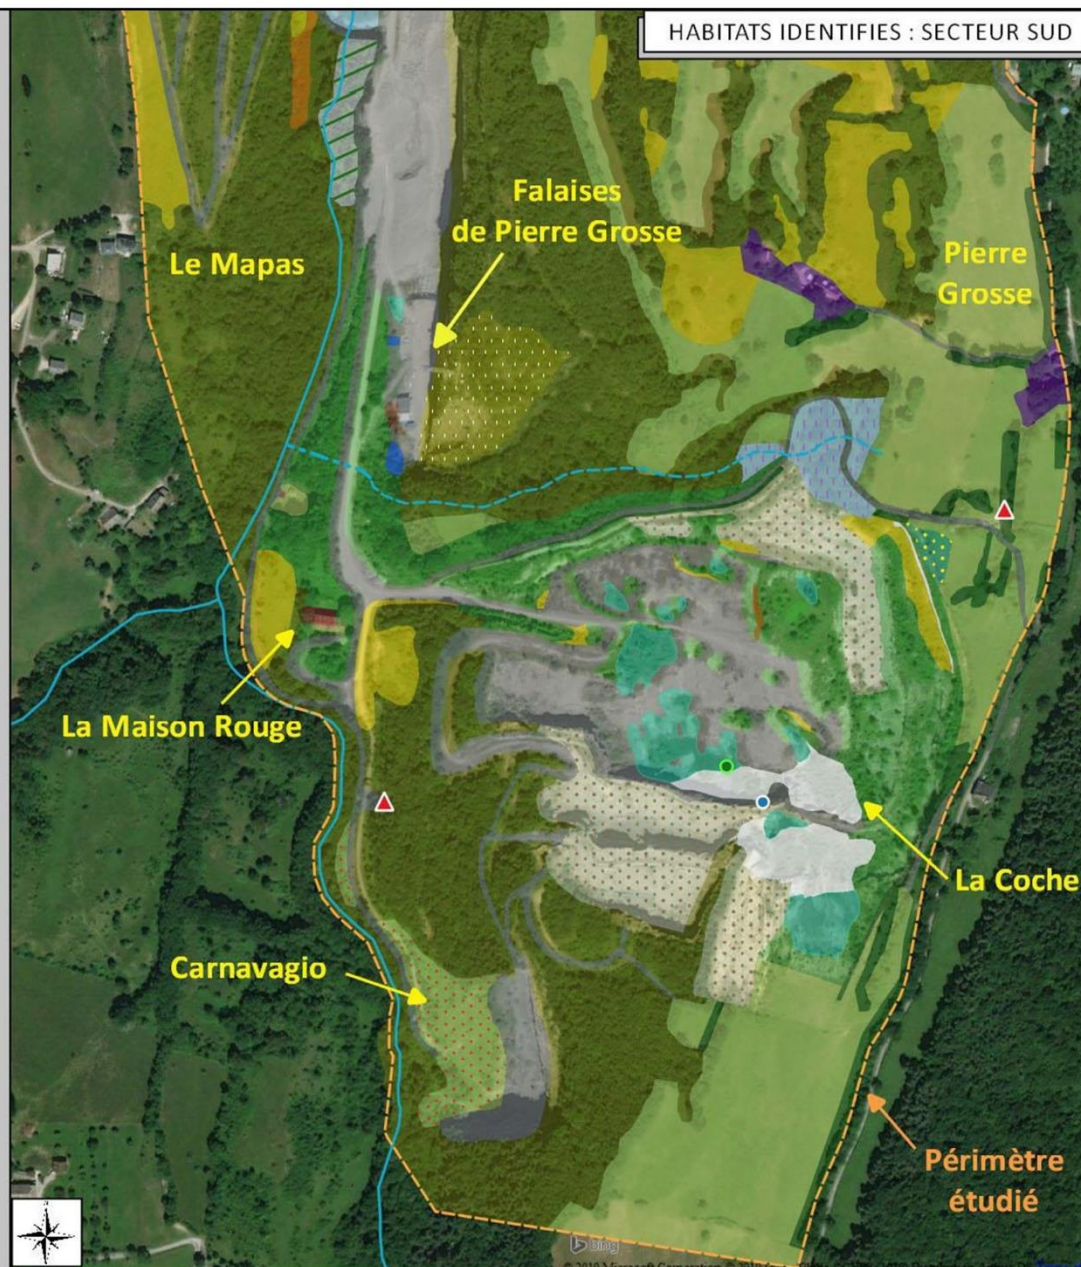 HABITATS IDENTIFIES : SECTEUR SUD
Falaises
de Pierre Grosse
Le Mapas
Pierre
Grosse
La Maison Rouge
La Coche
Carnavagio
Périmètre
étudié
Bing